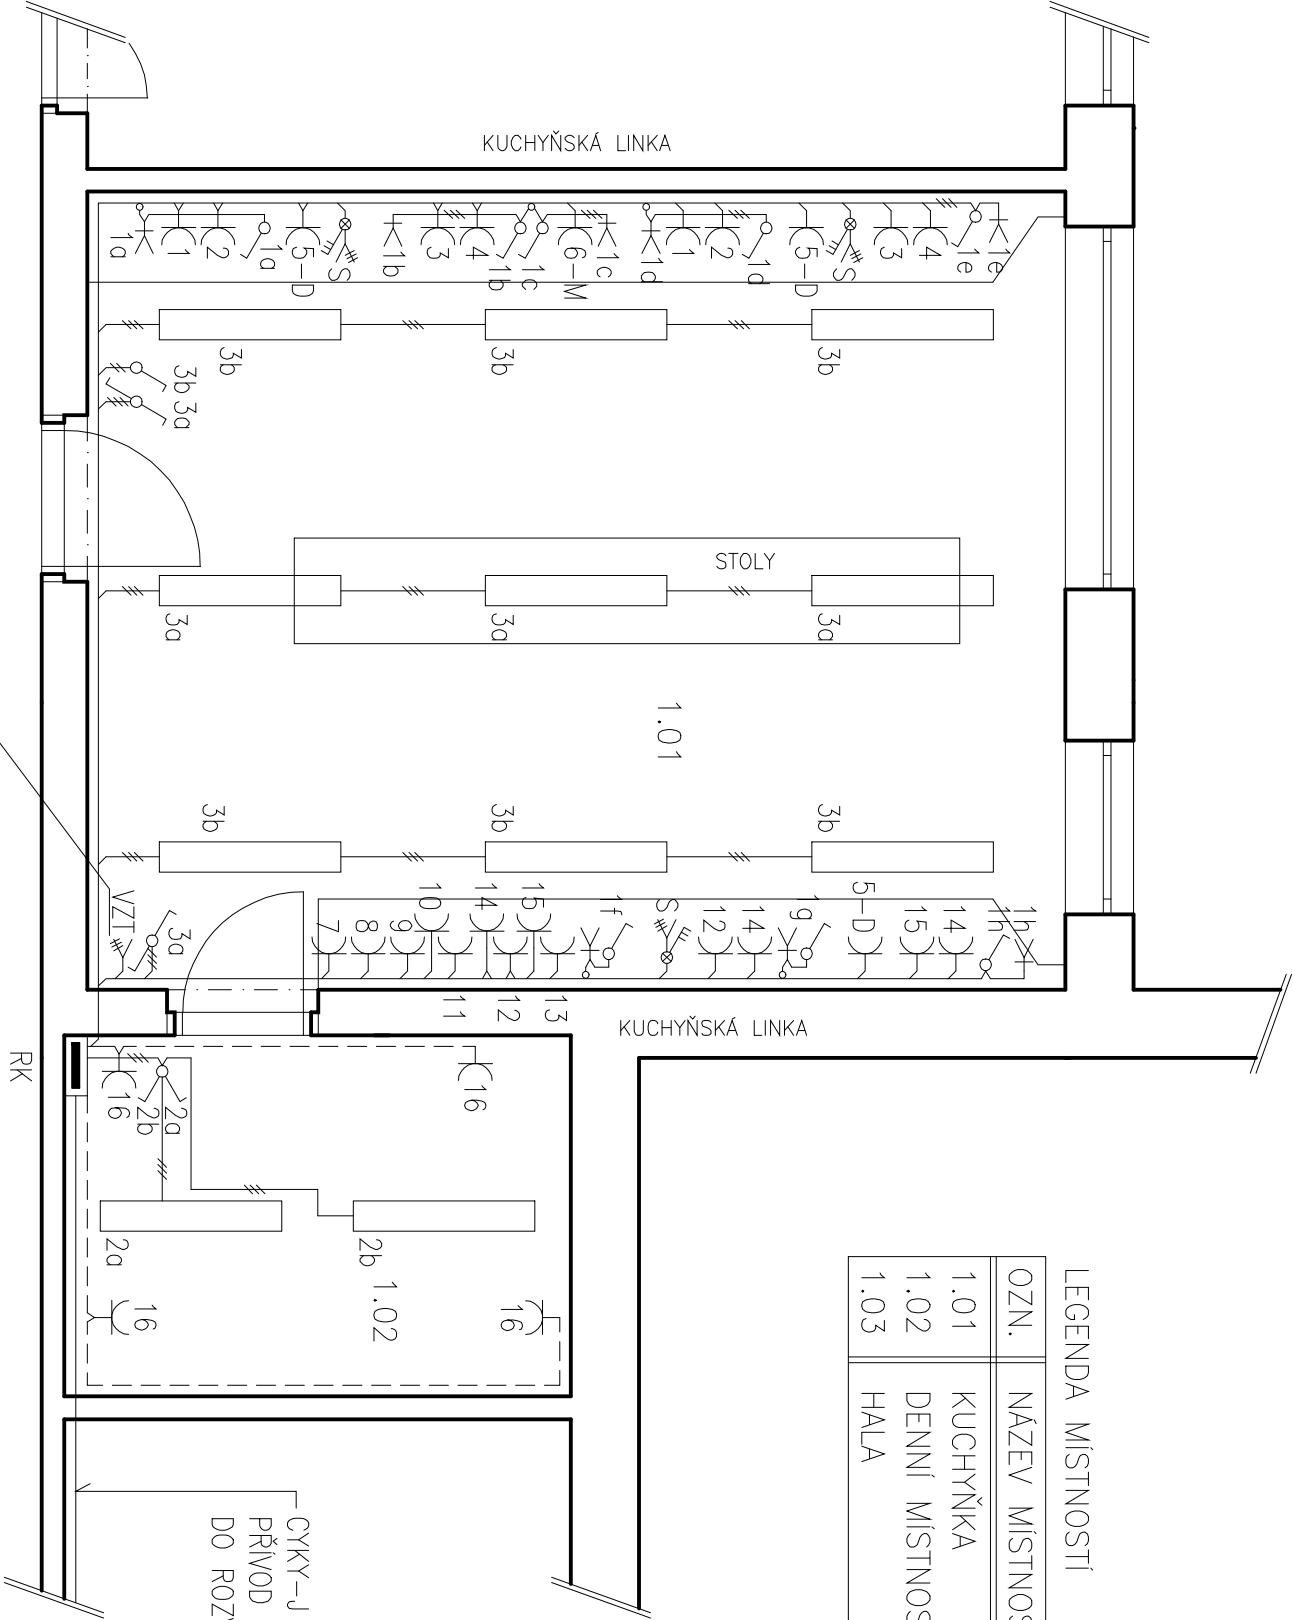 KUCHYŇSKÁ LINKA
1a
1
2
1a
5-D
S
1b
3
4
1b
1c
6-M
1c
1d
1
2
1d
5-D
S
3
4
1e
1e
3b
3b
3b
3b
3a
STOLY
3a
3a
3a
1.01
3b
3b
3b
VZT
3a
7
8
9
10
11
14
12
15
13
1f
S
12
14
1g
5-D
15
14
1h
1h
KUCHYŇSKÁ LINKA
RK
16
2b
2a
16
2a
2b
1.02
16
16
CYKY-J
PŘÍVOD
DO
LEGENDA MÍSTNOSTÍ
OZN. NÁZEV
1.01 KUCHYŇKA
1.02 DENNÍ
1.03 HALA